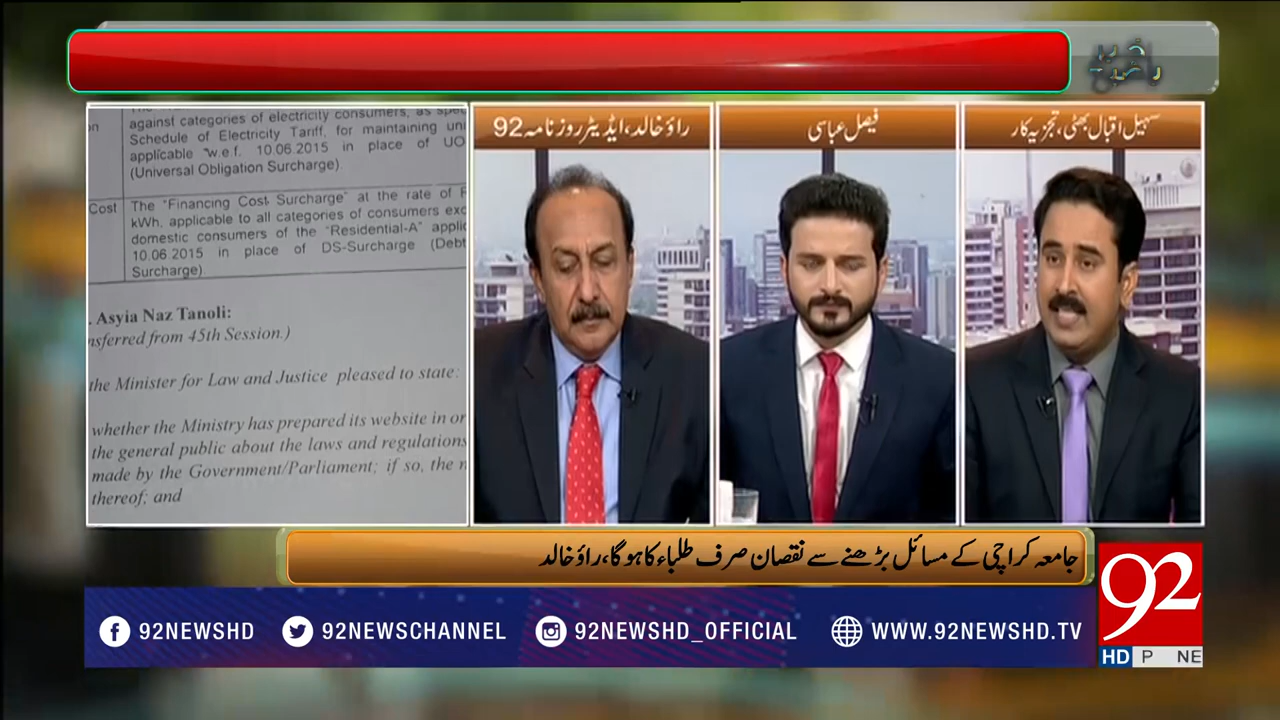 against categories of electricity consumers, as spec
Schedule of Electricity Tariff, for maintaining uni
applicable "w.e.f. 10.06.2015 in place of UO
(Universal Obligation Surcharge).
Cost
The "Financing Cost Surcharge" at the rate of
kWh, applicable to all categories of consumers exc
domestic consumers of the "Residential-A" applic
10.06.2015 in place of DS-Surcharge (Debt
Surcharge)
. Asyia Naz Tanoli:
nsferred from 45th Session.)
the Minister for Law and Justice pleased to state:
whether the Ministry has prepared its website in or
the general public about the laws and regulations
made by the Government/Parliament; if so, the
thereof; and
راؤ خالد، ایڈیٹر روزنامہ 92
فیصل عباسی
سہیل اقبال بھٹی، تجزیہ کار
جامعہ کراچی کے مسائل بڑھنے سے نقصان صرف طلباء کا ہوگا، راؤ خالد
92
HD P NE
92NEWSHD
92NEWSCHANNEL
92NEWSHD_OFFICIAL
WWW.92NEWSHD.TV